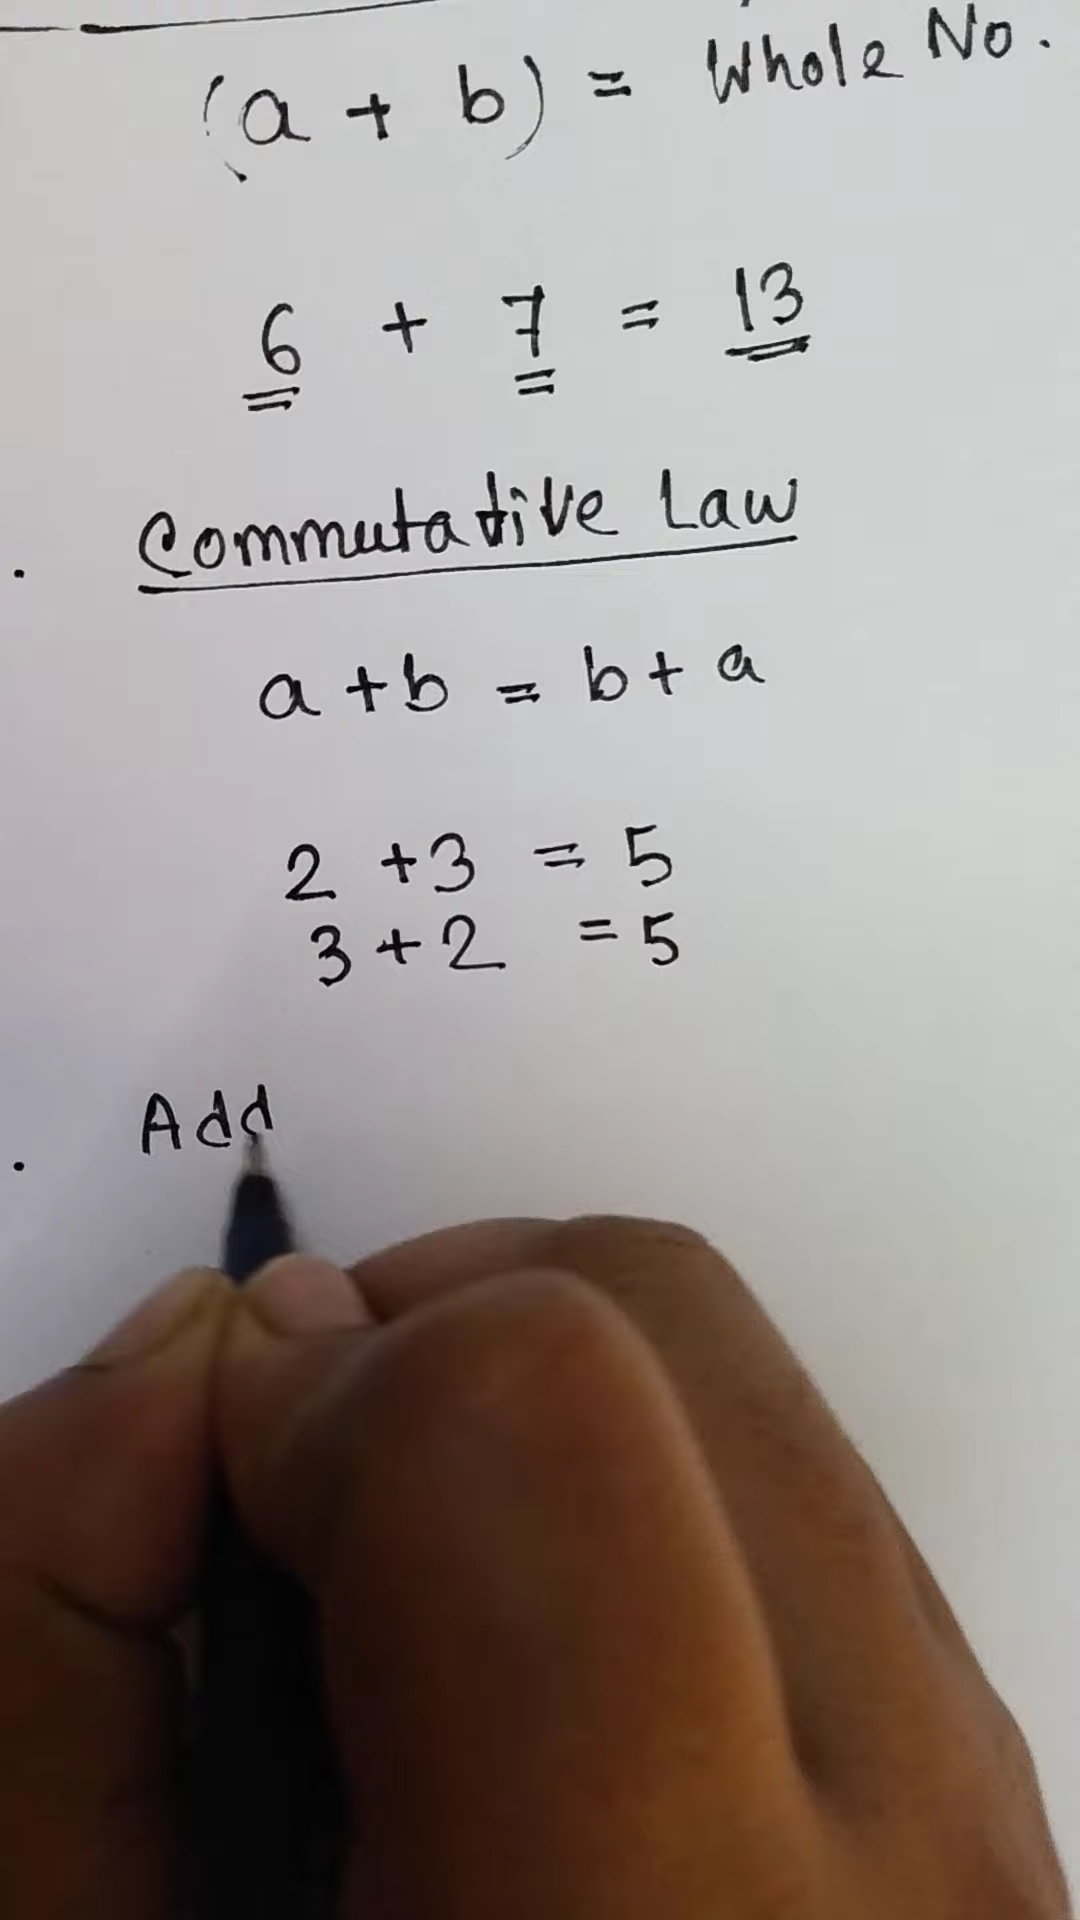 (a + b) = Whole No.
6 + 7 = 13
. Commutative Law
a + b = b + a
2 + 3 = 5
3 + 2 = 5
. Add